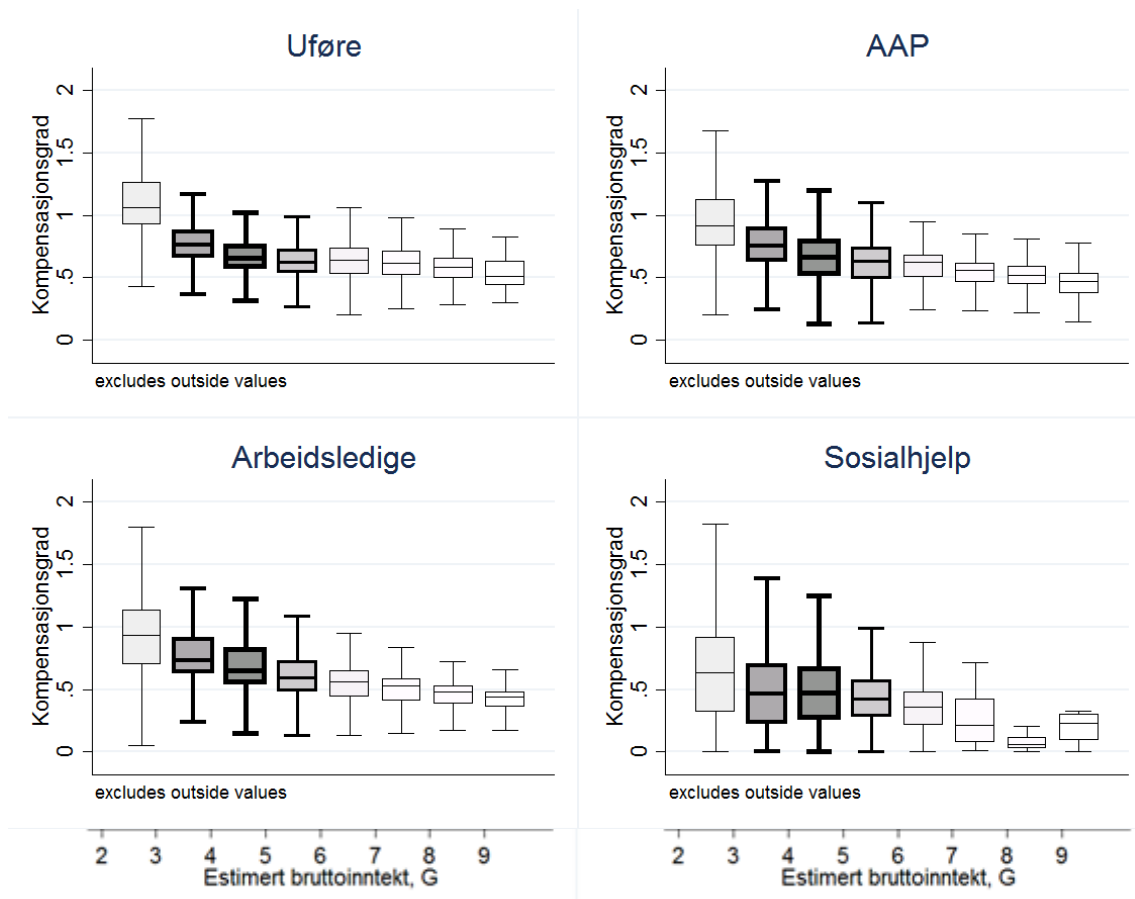 Uføre
Kompensasjonsgrad
2
1.5
1
.5
0
excludes outside values
AAP
Kompensasjonsgrad
2
1.5
1
.5
0
excludes outside values
Arbeidsledige
Kompensasjonsgrad
2
1.5
1
.5
0
excludes outside values
Sosialhjelp
Kompensasjonsgrad
2
1.5
1
.5
0
excludes outside values
2 3 4 5 6 7 8 9
Estimert bruttoinntekt, G
2 3 4 5 6 7 8 9
Estimert bruttoinntekt, G